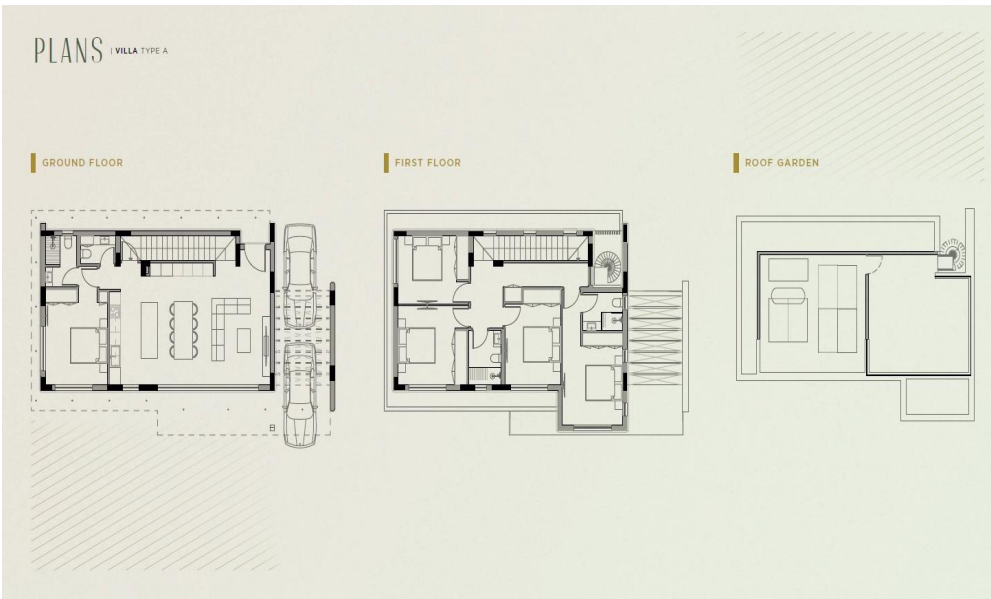 PLANS | VILLA TYPE A
GROUND FLOOR
FIRST FLOOR
ROOF GARDEN